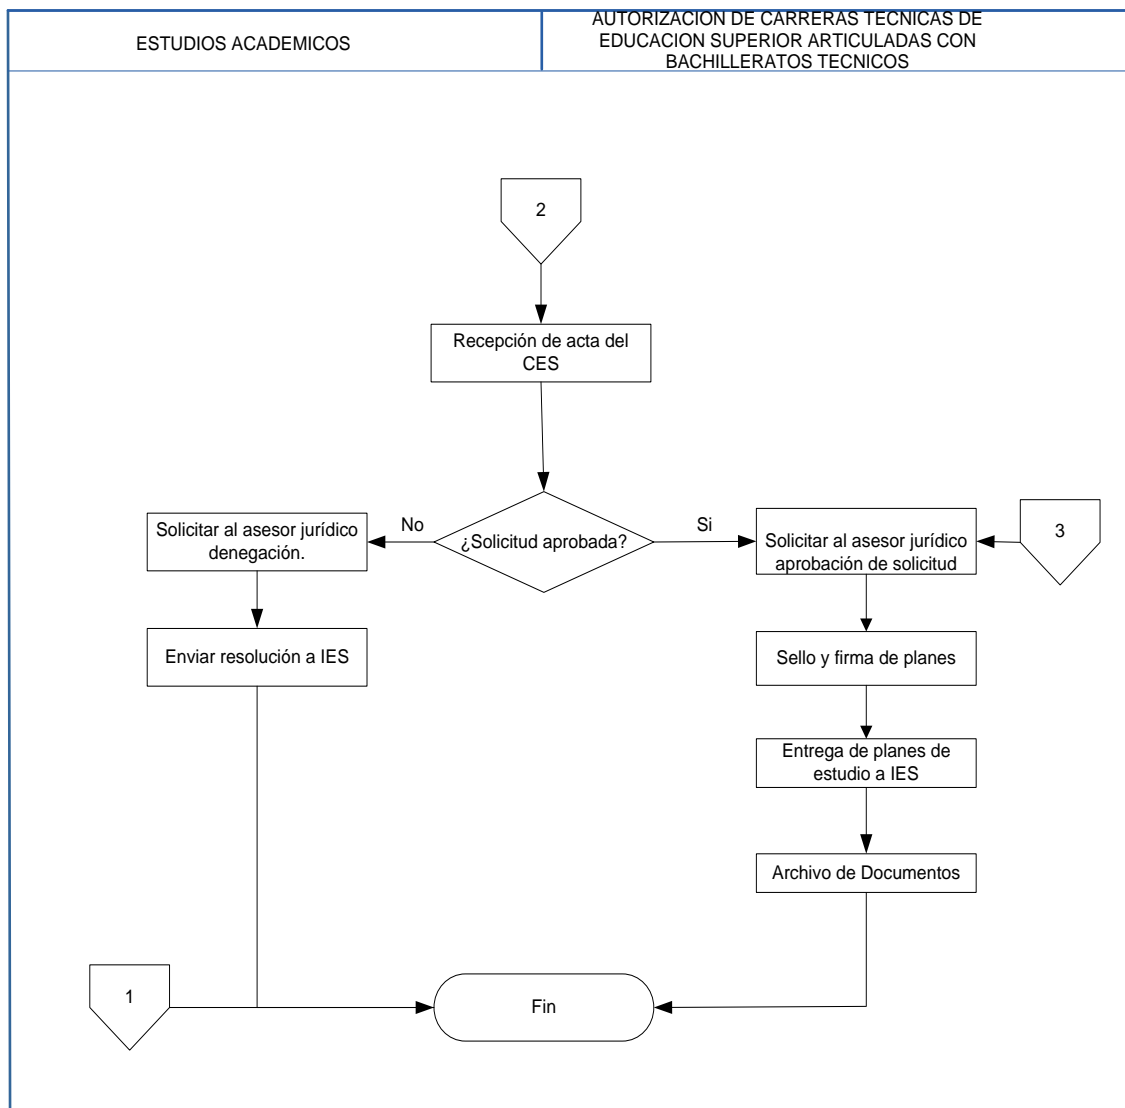 ESTUDIOS ACADEMICOS
AUTORIZACION DE CARRERAS TECNICAS DE
EDUCACION SUPERIOR ARTICULADAS CON
BACHILLERATOS TECNICOS
2
Recepción de acta del
CES
¿Solicitud aprobada?
No
Si
Solicitar al asesor jurídico
denegación.
Solicitar al asesor jurídico
aprobación de solicitud
3
Enviar resolución a IES
Sello y firma de planes
Entrega de planes de
estudio a IES
Archivo de Documentos
1
Fin